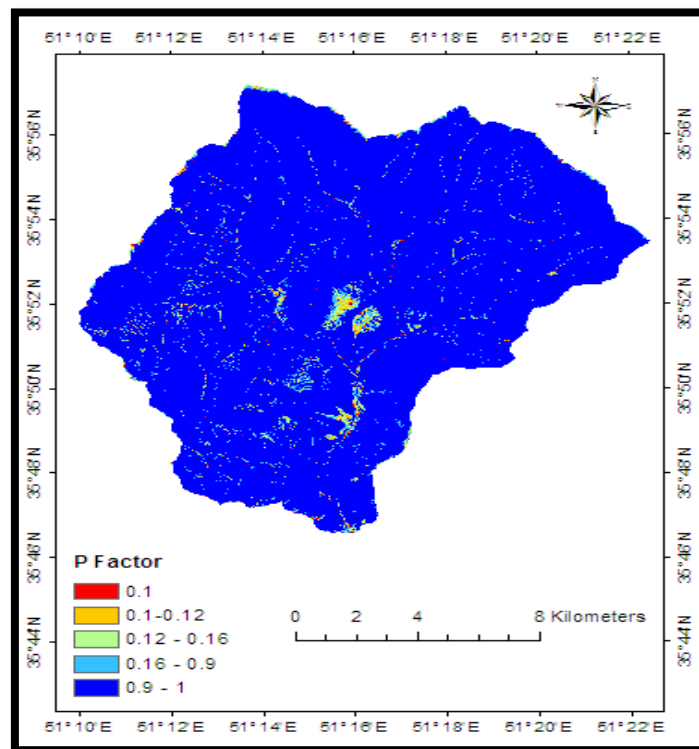 51°10'E 51°12'E 51°14'E 51°16'E 51°18'E 51°20'E 51°22'E
35°56'N 35°56'N
35°54'N 35°54'N
35°52'N 35°52'N
35°50'N 35°50'N
35°48'N 35°48'N
35°46'N 35°46'N
35°44'N 35°44'N
P Factor
0.1
0.1-0.12
0.12 - 0.16
0.16 - 0.9
0.9 - 1
0 2 4 8 Kilometers
51°10'E 51°12'E 51°14'E 51°16'E 51°18'E 51°20'E 51°22'E